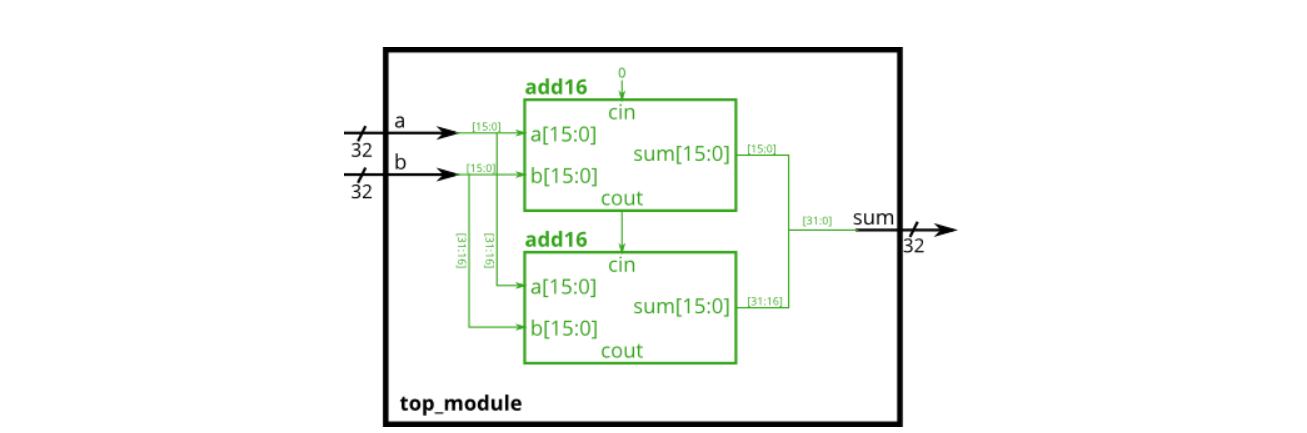 0
add16
cin
a
[15:0]
a[15:0]
32
sum[15:0]
[15:0]
b
[15:0]
b[15:0]
32
cout
[31:0]
sum
32
add16
[31:16]
[31:16]
cin
a[15:0]
sum[15:0]
[31:16]
b[15:0]
cout
top_module